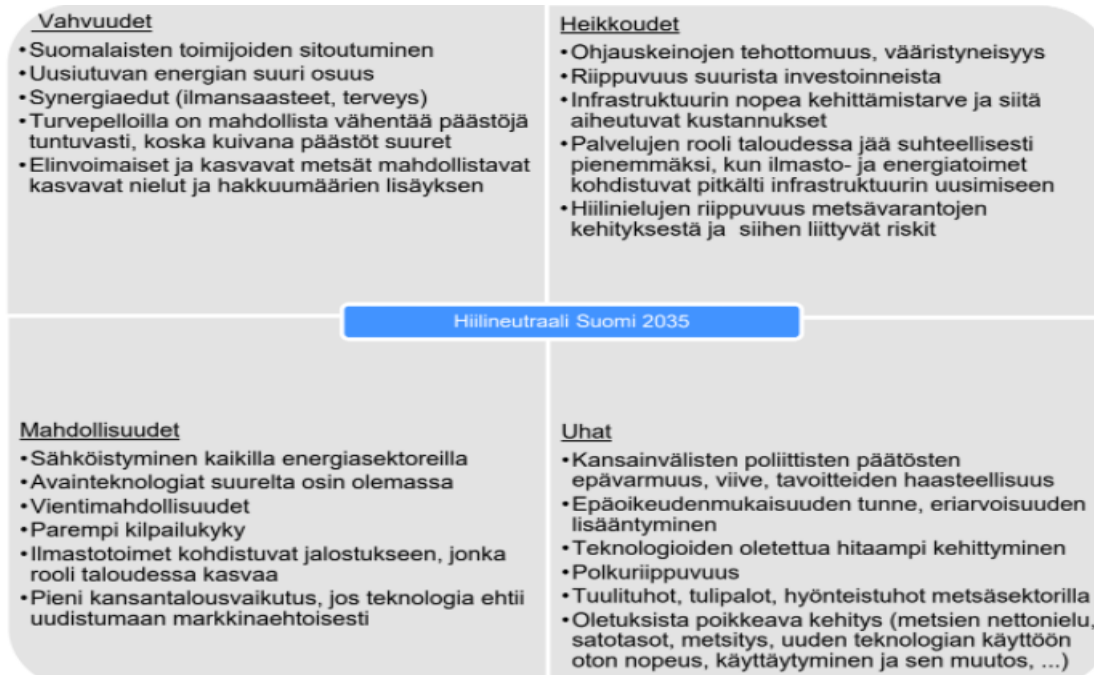 Vahvuudet
•Suomalaisten toimijoiden sitoutuminen
•Uusiutuvan energian suuri osuus
•Synergiaedut (ilmansaasteet, terveys)
•Turvepelloilla on mahdollista vähentää päästöjä
tuntuvasti, koska kuivana päästöt suuret
•Elinvoimaiset ja kasvavat metsät mahdollistavat
kasvavat nielut ja hakkuumäärien lisäyksen
Heikkoudet
•Ohjauskeinojen tehottomuus, vääristyneisyys
•Riippuvuus suurista investoinneista
•Infrastruktuurin nopea kehittämistarve ja siitä
aiheutuvat kustannukset
•Palvelujen rooli taloudessa jää suhteellisesti
pienemmäksi, kun ilmasto- ja energiatoimet
kohdistuvat pitkälti infrastruktuurin uusimiseen
•Hiilinielujen riippuvuus metsävarantojen
kehityksestä ja siihen liittyvät riskit
Hiilineutraali Suomi 2035
Mahdollisuudet
•Sähköistyminen kaikilla energiasektoreilla
•Avainteknologiat suurelta osin olemassa
•Vientimahdollisuudet
•Parempi kilpailukyky
•Ilmastotoimet kohdistuvat jalostukseen, jonka
rooli taloudessa kasvaa
•Pieni kansantalousvaikutus, jos teknologia ehtii
uudistumaan markkinaehtoisesti
Uhat
•Kansainvälisten poliittisten päätösten
epävarmuus, viive, tavoitteiden haasteellisuus
•Epäoikeudenmukaisuuden tunne, eriarvoisuuden
lisääntyminen
•Teknologioiden oletettua hitaampi kehittyminen
•Polkuriippuvuus
•Tuulituhot, tulipalot, hyönteistuhot metsäsektorilla
•Oletuksista poikkeava kehitys (metsien nettonielu,
satotasot, metsitys, uuden teknologian käyttöön
oton nopeus, käyttäytyminen ja sen muutos, ...)